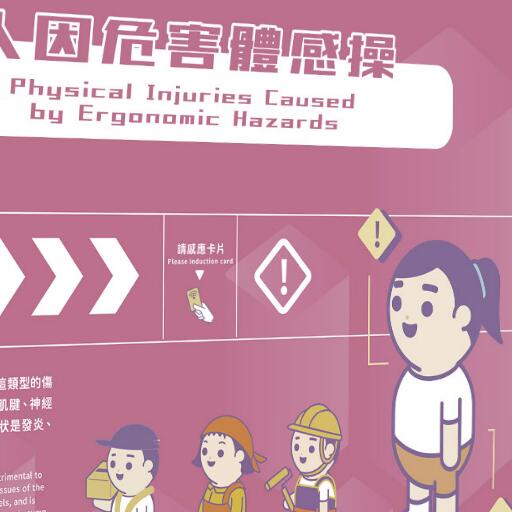 人因危害體感操
Physical Injuries Caused
by Ergonomic Hazards
請感應卡片
Please induction card
這類型的傷
肌腱、神經
狀是發炎、
trimental to
ssues of the
els, and is